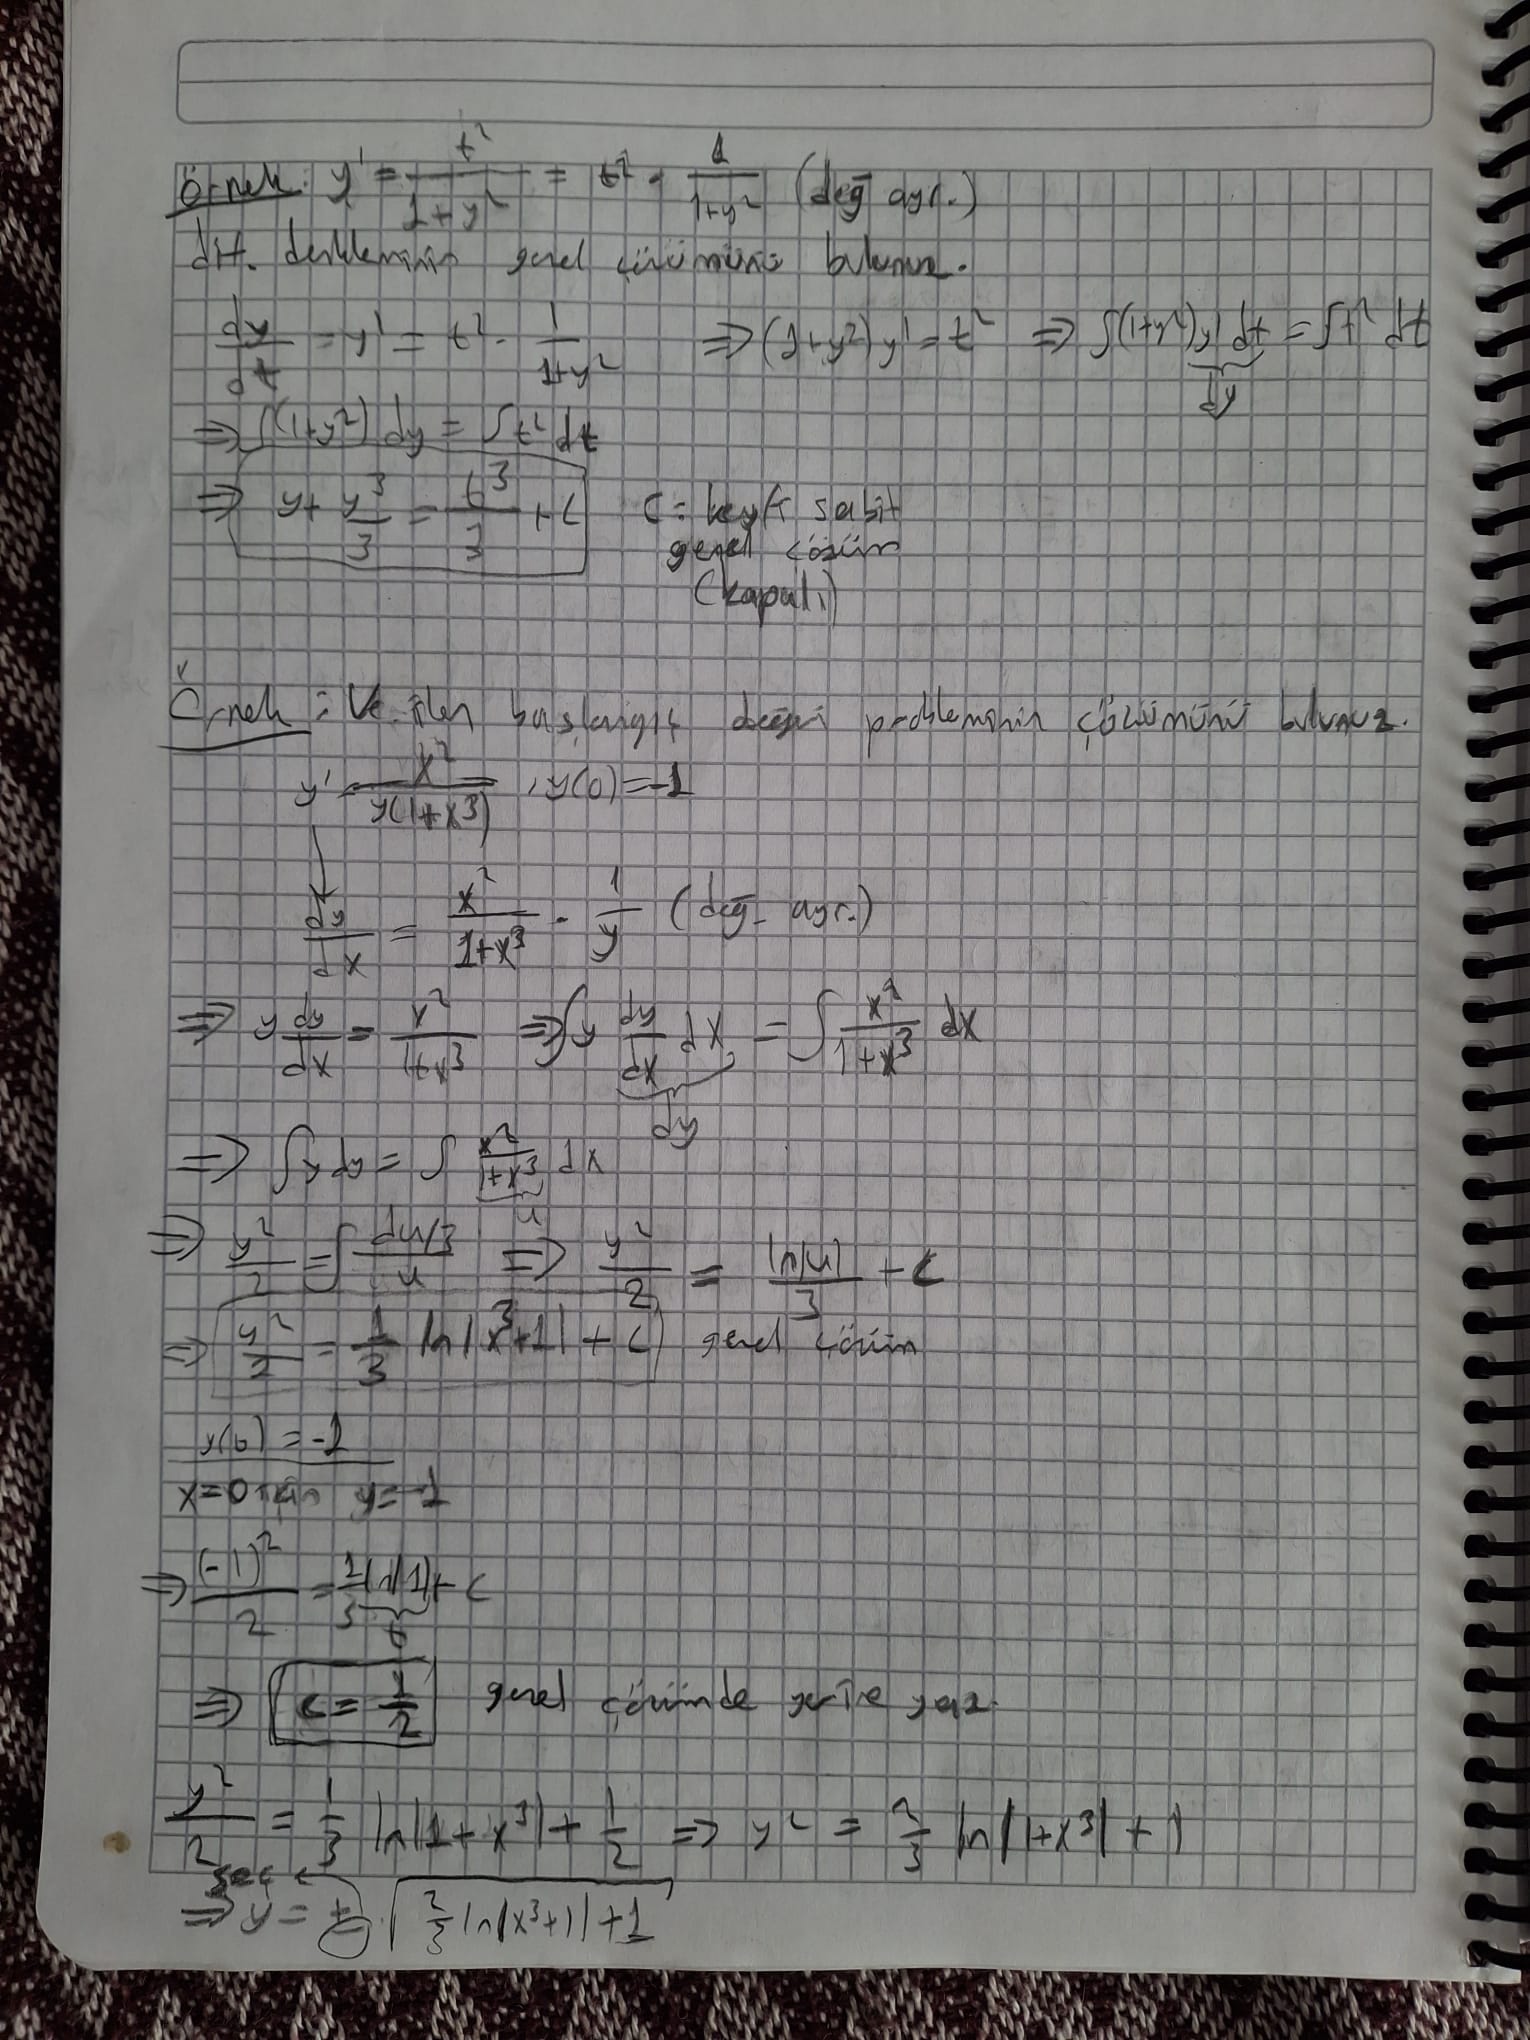 Örnek: y' = t²/(1+y²) = t² · 1/(1+y²) (değ ayr.)
dif. denkleminin genel çözümünü bulunuz.
dy/dt = y' = t² · 1/(1+y²) ⇒ (1+y²) y' = t² ⇒ ∫(1+y²) y' dt = ∫t² dt
dy
⇒ ∫(1+y²) dy = ∫t² dt
⇒ y + y³/3 = t³/3 + C C = keyfi sabit
genel çözüm
(kapalı)
Örnek: Verilen başlangıç değer probleminin çözümünü bulunuz.
y' = x²/(y(1+x³)), y(0) = -1
dy/dx = x²/(1+x³) · 1/y (değ. ayr.)
⇒ y dy/dx = x²/(1+x³) ⇒ ∫y dy/dx dx = ∫ x²/(1+x³) dx
dy
⇒ ∫y dy = ∫ x²/(1+x³) dx
u
⇒ y²/2 = ∫ (du/3)/u ⇒ y²/2 = ln|u|/3 + c
⇒ y²/2 = 1/3 ln|x³+1| + C genel çözüm
y(0) = -1
x=0 için y=-1
⇒ (-1)²/2 = 1/3 ln|1| + c
0
⇒ c = 1/2 genel çözümde yerine yaz.
y²/2 = 1/3 ln|1+x³| + 1/2 ⇒ y² = 2/3 ln|1+x³| + 1
seç
⇒ y = ± √(2/3 ln|x³+1| + 1)